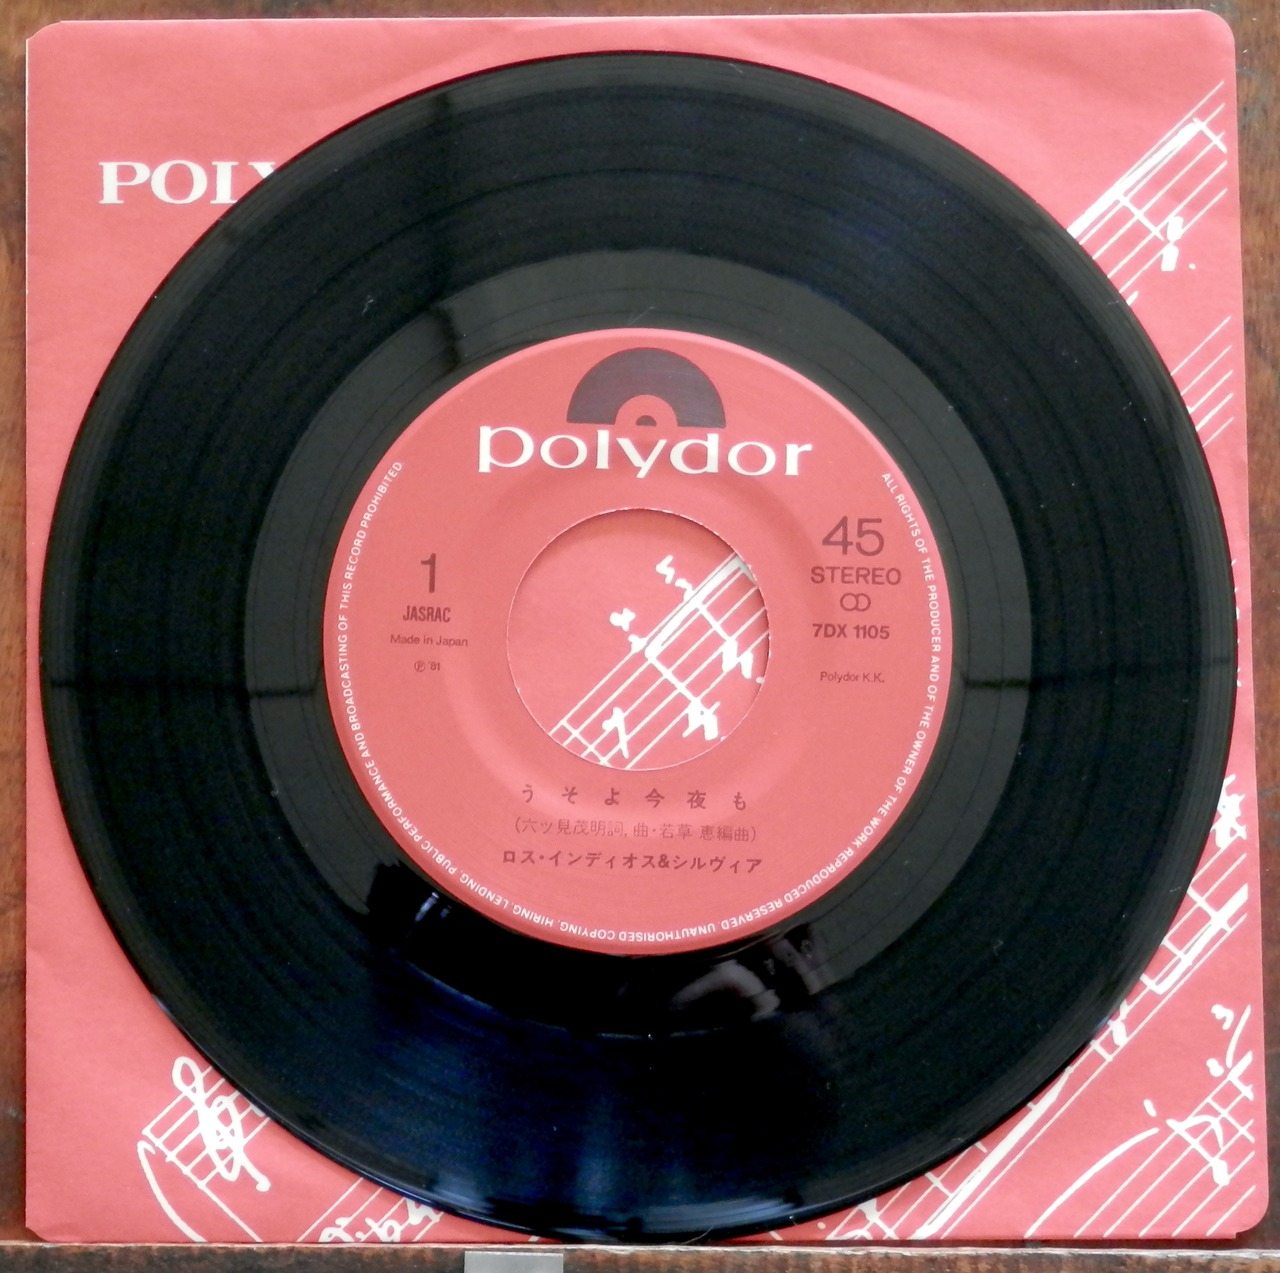 POLY
polydor
45
STEREO
7DX 1105
Polydor K.K.
1
JASRAC
Made in Japan
Ⓟ '81
うそよ今夜も
(六ツ見茂明詞, 曲・若草 恵編曲)
ロス・インディオス&シルヴィア
ALL RIGHTS OF THE PRODUCER AND OF THE OWNER OF THE WORK REPRODUCED RESERVED. UNAUTHORISED COPYING, HIRING, LENDING, PUBLIC PERFORMANCE AND BROADCASTING OF THIS RECORD PROHIBITED